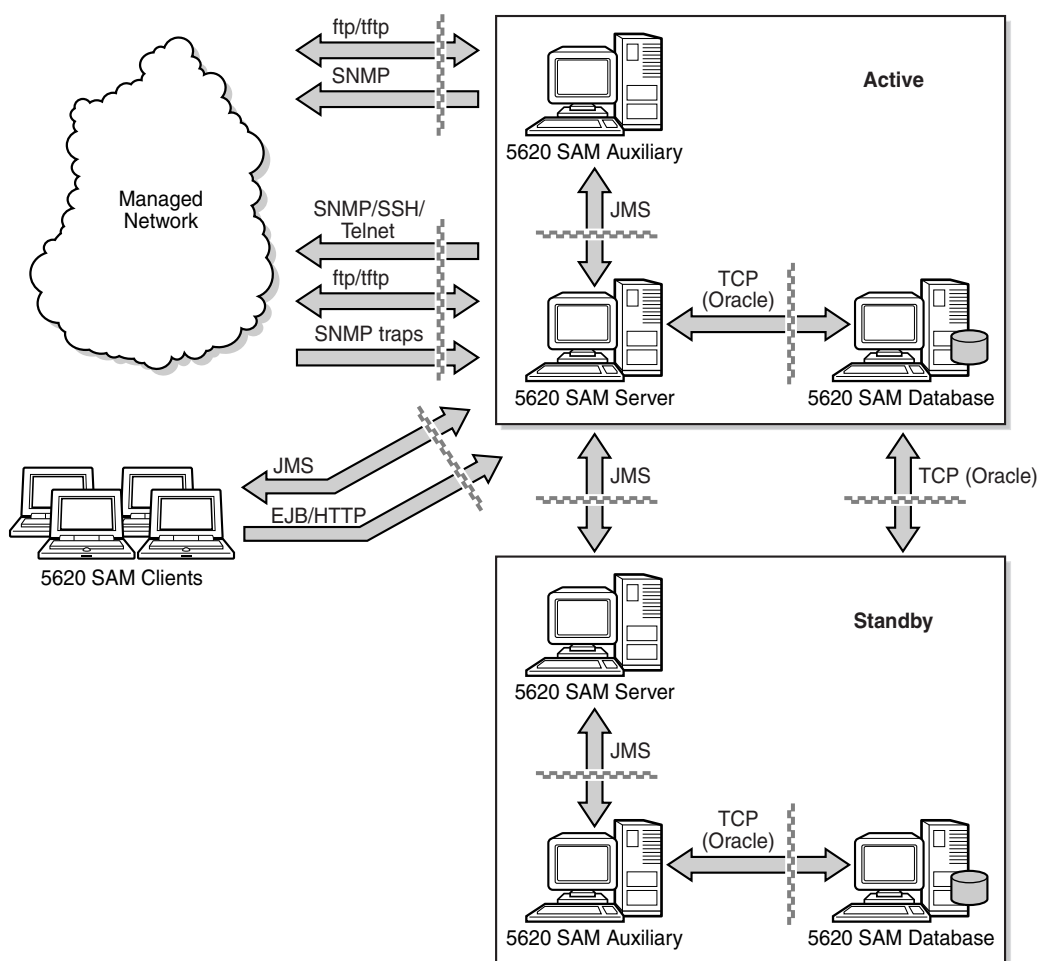 ftp/tftp
SNMP
Active
5620 SAM Auxiliary
Managed
Network
SNMP/SSH/
Telnet
JMS
ftp/tftp
TCP
(Oracle)
SNMP traps
5620 SAM Server
5620 SAM Database
JMS
EJB/HTTP
5620 SAM Clients
JMS
TCP (Oracle)
Standby
5620 SAM Server
JMS
TCP
(Oracle)
5620 SAM Auxiliary
5620 SAM Database